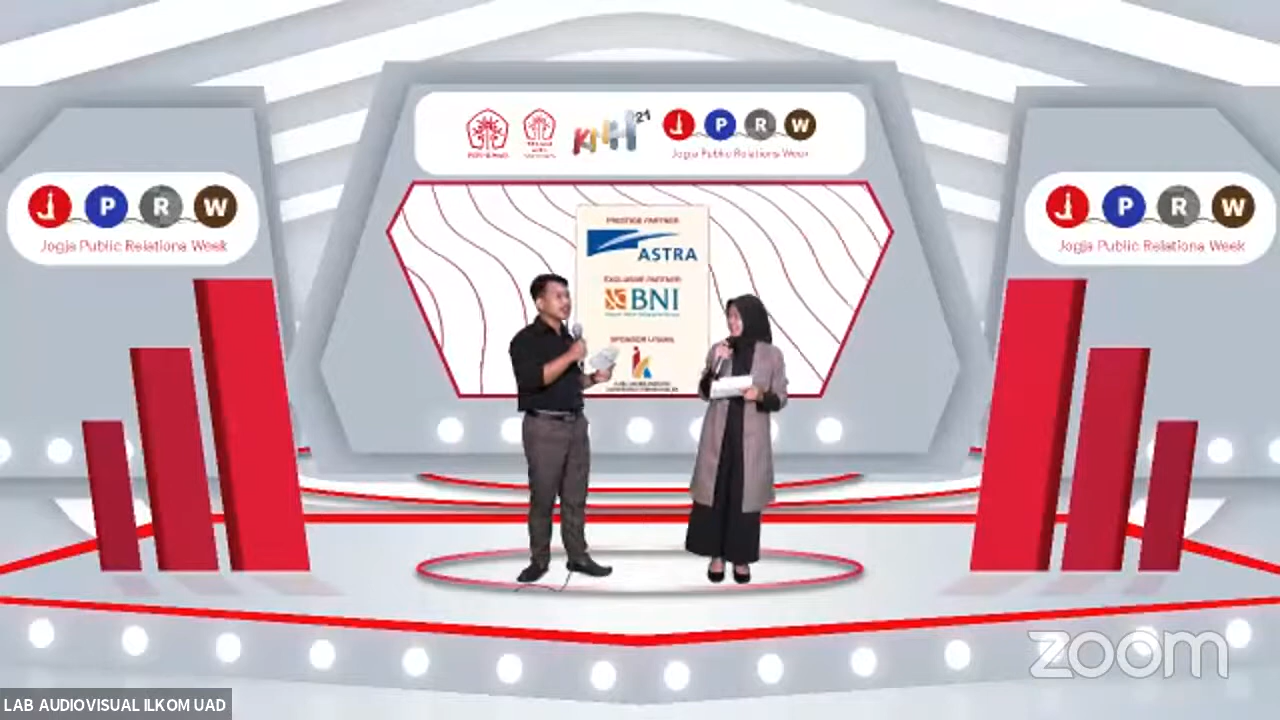 21
KNH
J P R W
Jogja Public Relations Week
J P R W
Jogja Public Relations Week
J P R W
Jogja Public Relations Week
PRESTIGE PARTNER
ASTRA
EXCLUSIVE PARTNER
BNI
SPONSOR UTAMA
zoom
LAB AUDIOVISUAL ILKOM UAD